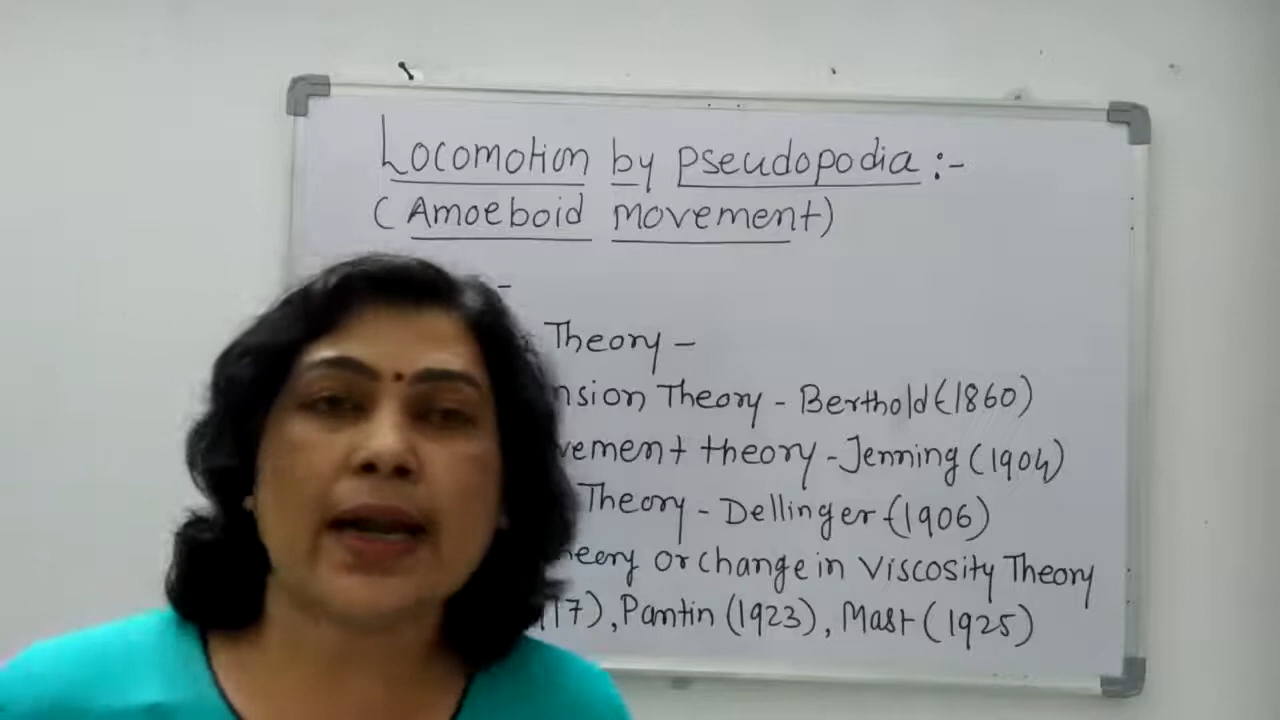 Locomotion by pseudopodia :-
(Amoeboid movement)
-
Theory -
nsion Theory - Berthold (1860)
vement theory - Jenning (1904)
Theory - Dellinger (1906)
heory or change in Viscosity Theory
17), Pantin (1923), Mast (1925)